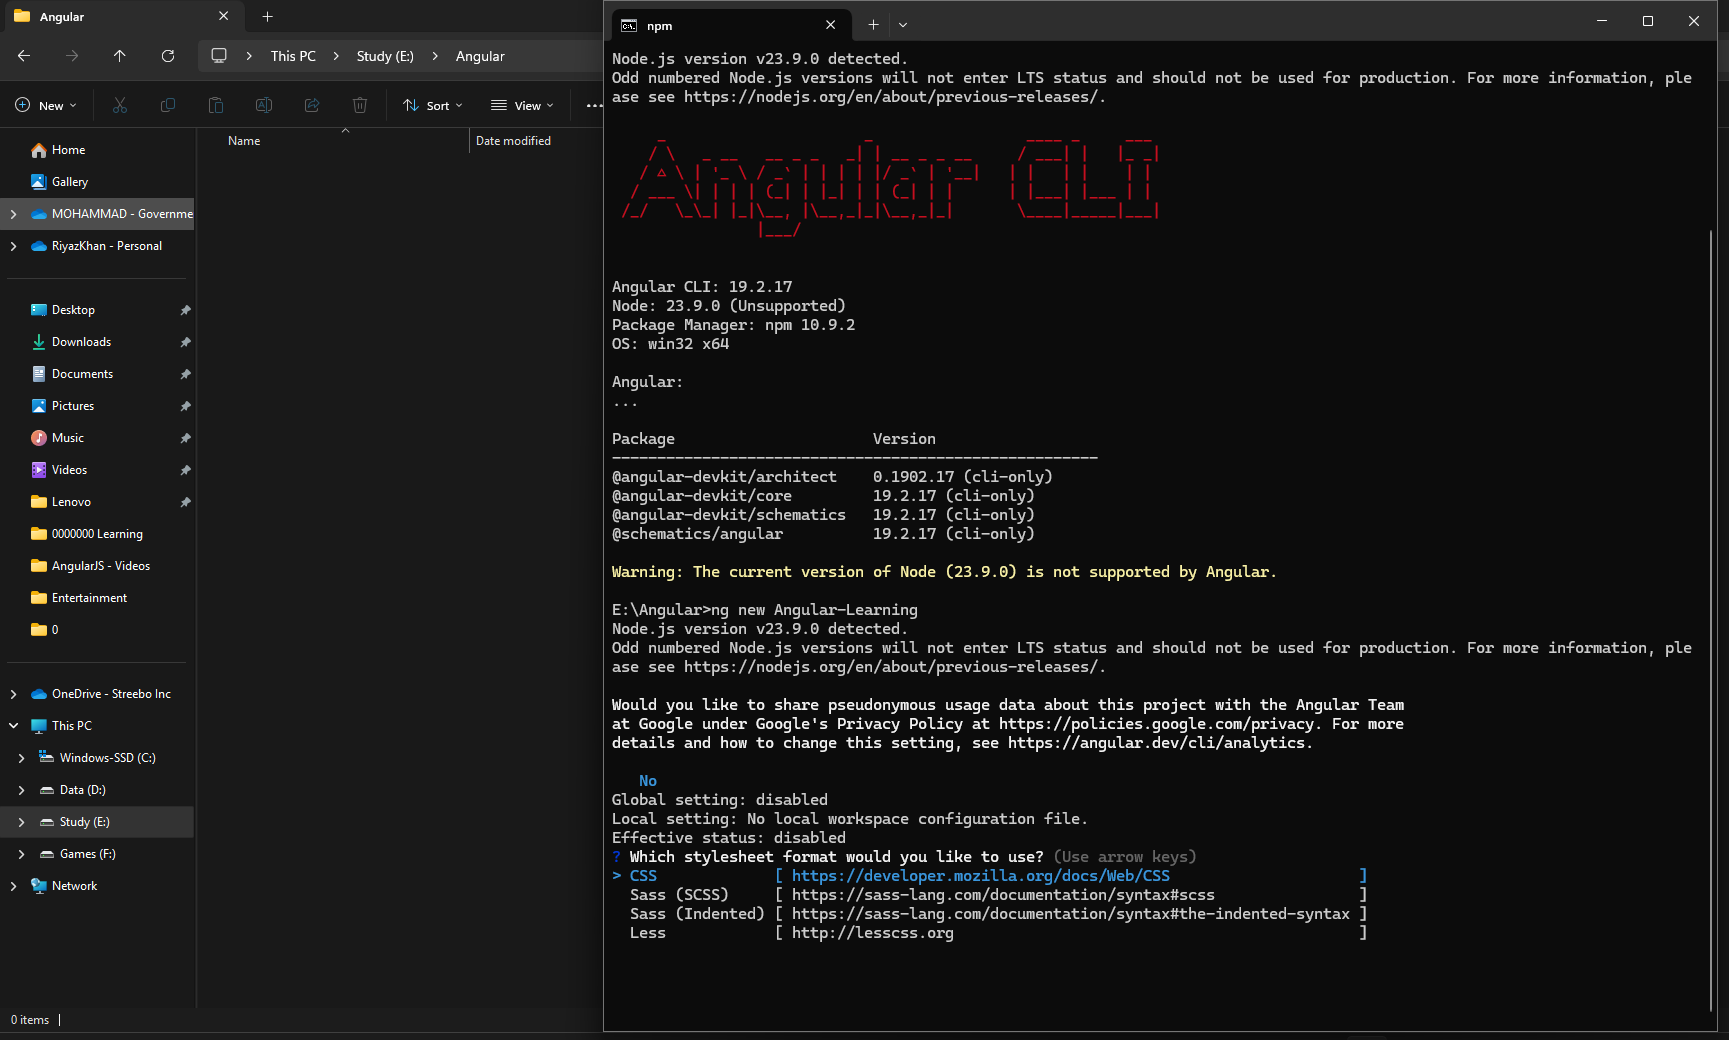 Angular
This PC
Study (E:)
Angular
New
Sort
View
Name
Date modified
Home
Gallery
MOHAMMAD - Governme
RiyazKhan - Personal
Desktop
Downloads
Documents
Pictures
Music
Videos
Lenovo
0000000 Learning
AngularJS - Videos
Entertainment
0
OneDrive - Streebo Inc
This PC
Windows-SSD (C:)
Data (D:)
Study (E:)
Games (F:)
Network
0 items
npm
Node.js version v23.9.0 detected.
Odd numbered Node.js versions will not enter LTS status and should not be used for production. For more information, ple
ase see https://nodejs.org/en/about/previous-releases/.
Angular CLI
Angular CLI: 19.2.17
Node: 23.9.0 (Unsupported)
Package Manager: npm 10.9.2
OS: win32 x64
Angular:
...
Package Version
------------------------------------------------------
@angular-devkit/architect 0.1902.17 (cli-only)
@angular-devkit/core 19.2.17 (cli-only)
@angular-devkit/schematics 19.2.17 (cli-only)
@schematics/angular 19.2.17 (cli-only)
Warning: The current version of Node (23.9.0) is not supported by Angular.
E:\Angular>ng new Angular-Learning
Node.js version v23.9.0 detected.
Odd numbered Node.js versions will not enter LTS status and should not be used for production. For more information, ple
ase see https://nodejs.org/en/about/previous-releases/.
Would you like to share pseudonymous usage data about this project with the Angular Team
at Google under Google's Privacy Policy at https://policies.google.com/privacy. For more
details and how to change this setting, see https://angular.dev/cli/analytics.
No
Global setting: disabled
Local setting: No local workspace configuration file.
Effective status: disabled
? Which stylesheet format would you like to use? (Use arrow keys)
> CSS [ https://developer.mozilla.org/docs/Web/CSS ]
Sass (SCSS) [ https://sass-lang.com/documentation/syntax#scss ]
Sass (Indented) [ https://sass-lang.com/documentation/syntax#the-indented-syntax ]
Less [ http://lesscss.org ]